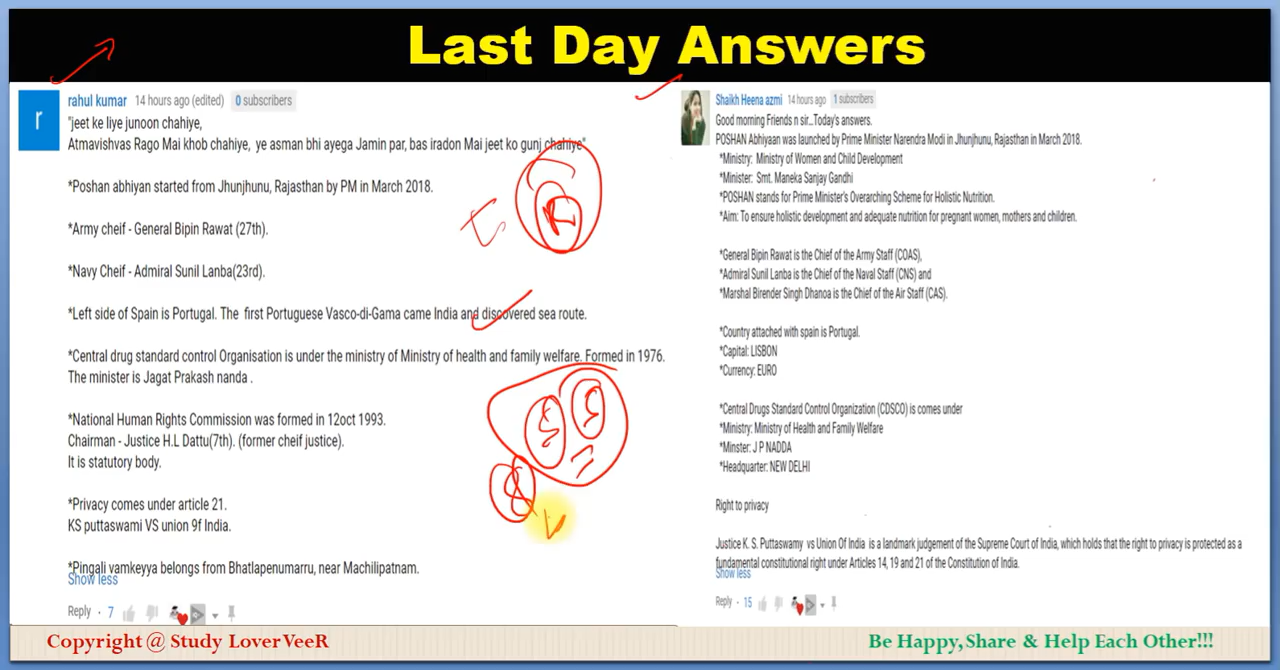 Last Day Answers
r
rahul kumar 14 hours ago (edited) 0 subscribers
"jeet ke liye junoon chahiye,
Atmavishvas Rago Mai khob chahiye, ye asman bhi ayega Jamin par, bas iradon Mai jeet ko gunj chahiye"
*Poshan abhiyan started from Jhunjhunu, Rajasthan by PM in March 2018.
*Army cheif - General Bipin Rawat (27th).
*Navy Cheif - Admiral Sunil Lanba(23rd).
*Left side of Spain is Portugal. The first Portuguese Vasco-di-Gama came India and discovered sea route.
*Central drug standard control Organisation is under the ministry of Ministry of health and family welfare. Formed in 1976.
The minister is Jagat Prakash nanda .
*National Human Rights Commission was formed in 12oct 1993.
Chairman - Justice H.L Dattu(7th). (former cheif justice).
It is statutory body.
*Privacy comes under article 21.
KS puttaswami VS union 9f India.
*Pingali vamkeyya belongs from Bhatlapenumarru, near Machilipatnam.
Show less
Reply · 7
Shaikh Heena azmi 14 hours ago 1 subscribers
Good morning Friends n sir...Today's answers.
POSHAN Abhiyaan was launched by Prime Minister Narendra Modi in Jhunjhunu, Rajasthan in March 2018.
*Ministry: Ministry of Women and Child Development
*Minister: Smt. Maneka Sanjay Gandhi
*POSHAN stands for Prime Minister's Overarching Scheme for Holistic Nutrition.
*Aim: To ensure holistic development and adequate nutrition for pregnant women, mothers and children.
*General Bipin Rawat is the Chief of the Army Staff (COAS),
*Admiral Sunil Lanba is the Chief of the Naval Staff (CNS) and
*Marshal Birender Singh Dhanoa is the Chief of the Air Staff (CAS).
*Country attached with spain is Portugal.
*Capital: LISBON
*Currency: EURO
*Central Drugs Standard Control Organization (CDSCO) is comes under
*Ministry: Ministry of Health and Family Welfare
*Minster: J P NADDA
*Headquarter: NEW DELHI
Right to privacy
Justice K. S. Puttaswamy vs Union Of India is a landmark judgement of the Supreme Court of India, which holds that the right to privacy is protected as a
fundamental constitutional right under Articles 14, 19 and 21 of the Constitution of India.
Show less
Reply · 15
Copyright @ Study LoverVeeR
Be Happy,Share & Help Each Other!!!